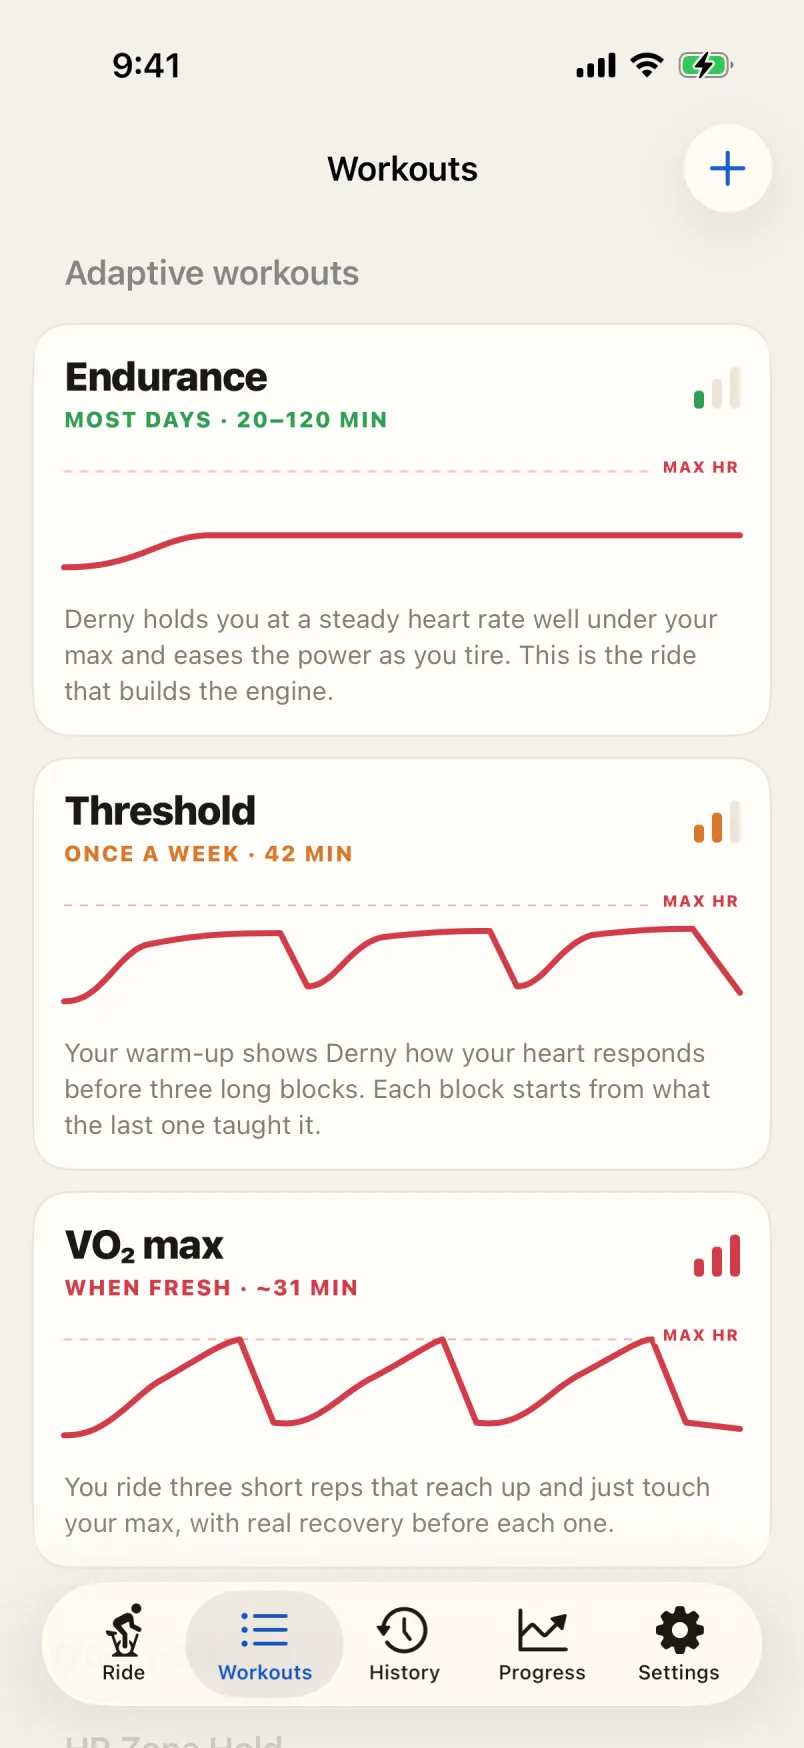 9:41
Workouts
Adaptive workouts
Endurance
MOST DAYS · 20–120 MIN
MAX HR
Derny holds you at a steady heart rate well under your
max and eases the power as you tire. This is the ride
that builds the engine.
Threshold
ONCE A WEEK · 42 MIN
MAX HR
Your warm-up shows Derny how your heart responds
before three long blocks. Each block starts from what
the last one taught it.
VO₂ max
WHEN FRESH · ~31 MIN
MAX HR
You ride three short reps that reach up and just touch
your max, with real recovery before each one.
Ride
Workouts
History
Progress
Settings
HR Zone Hold